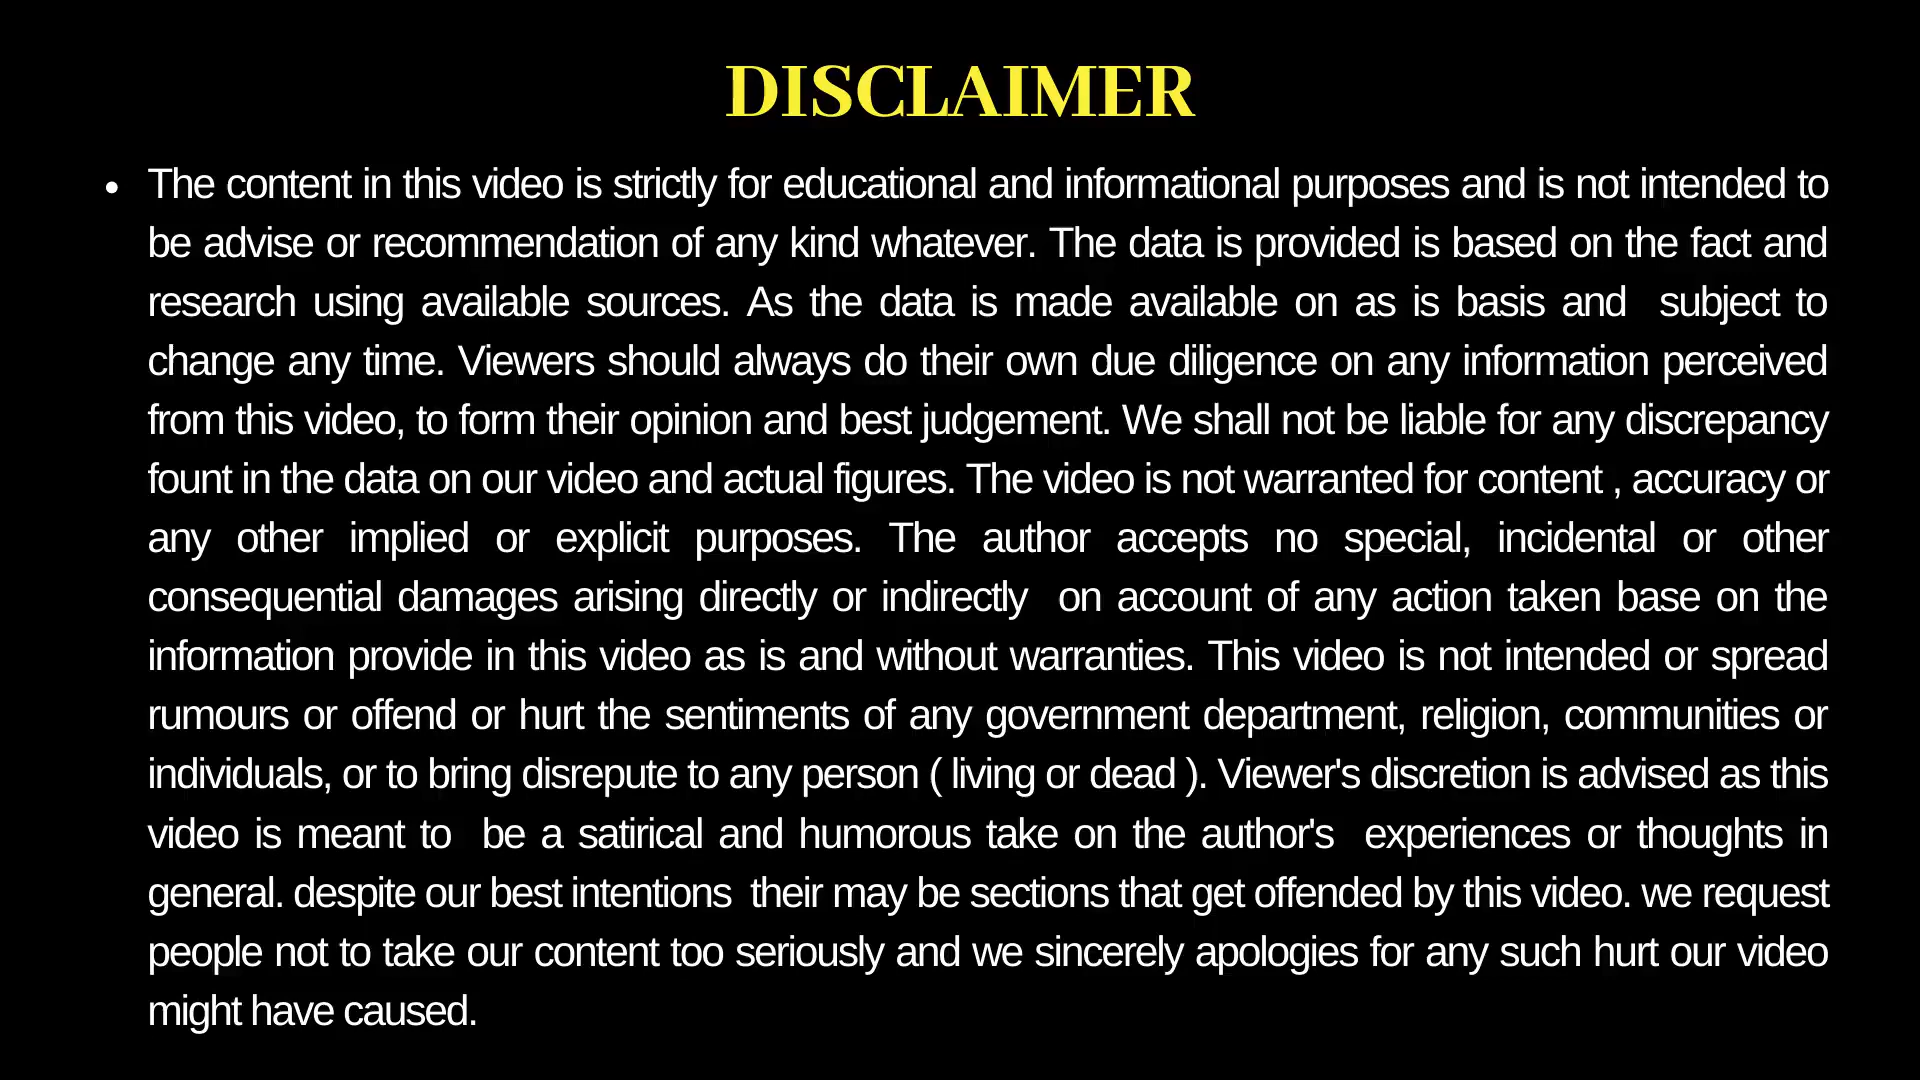 DISCLAIMER
• The content in this video is strictly for educational and informational purposes and is not intended to
be advise or recommendation of any kind whatever. The data is provided is based on the fact and
research using available sources. As the data is made available on as is basis and  subject to
change any time. Viewers should always do their own due diligence on any information perceived
from this video, to form their opinion and best judgement. We shall not be liable for any discrepancy
fount in the data on our video and actual figures. The video is not warranted for content , accuracy or
any other implied or explicit purposes. The author accepts no special, incidental or other
consequential damages arising directly or indirectly  on account of any action taken base on the
information provide in this video as is and without warranties. This video is not intended or spread
rumours or offend or hurt the sentiments of any government department, religion, communities or
individuals, or to bring disrepute to any person ( living or dead ). Viewer's discretion is advised as this
video is meant to  be a satirical and humorous take on the author's  experiences or thoughts in
general. despite our best intentions  their may be sections that get offended by this video. we request
people not to take our content too seriously and we sincerely apologies for any such hurt our video
might have caused.